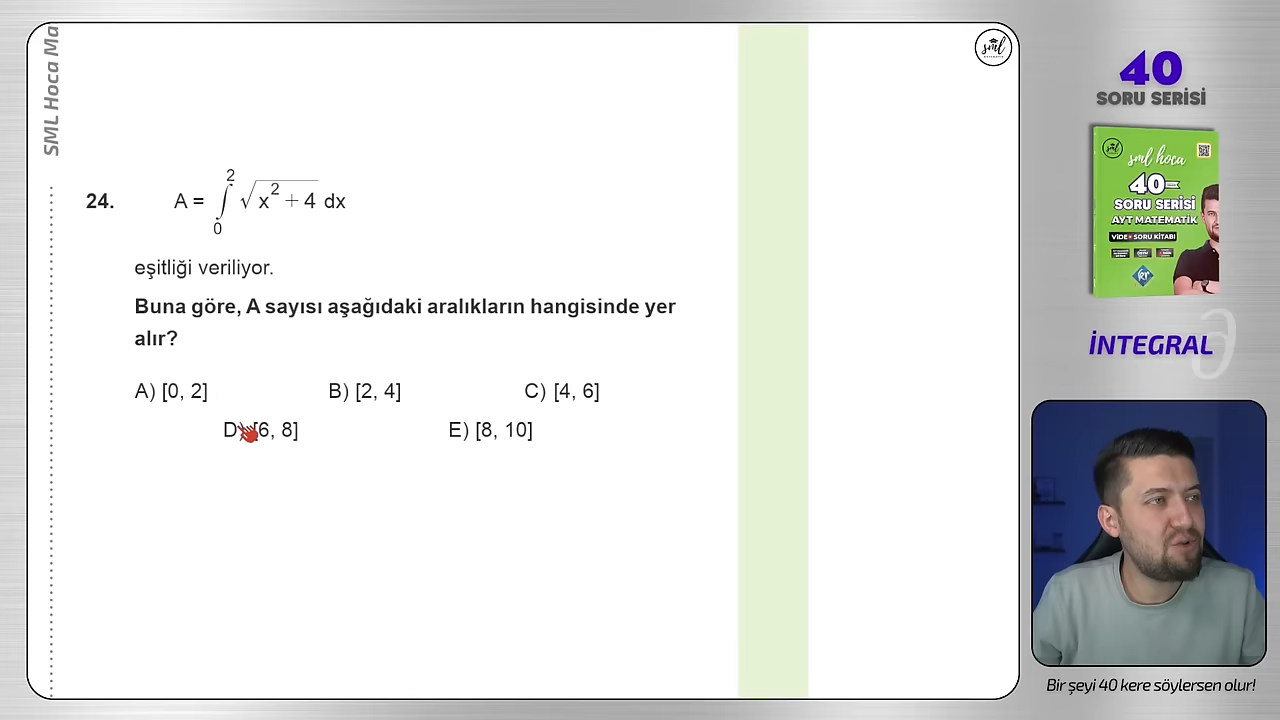 SML Hoca Ma
sml
24.
A = ∫₀² √(x² + 4) dx
eşitliği veriliyor.
Buna göre, A sayısı aşağıdaki aralıkların hangisinde yer
alır?
A) [0, 2] B) [2, 4] C) [4, 6]
D) [6, 8] E) [8, 10]
40
SORU SERİSİ
sml hoca
40
SORU SERİSİ
AYT MATEMATİK
VİDEO SORU KİTABI
İNTEGRAL
Bir şeyi 40 kere söylersen olur!